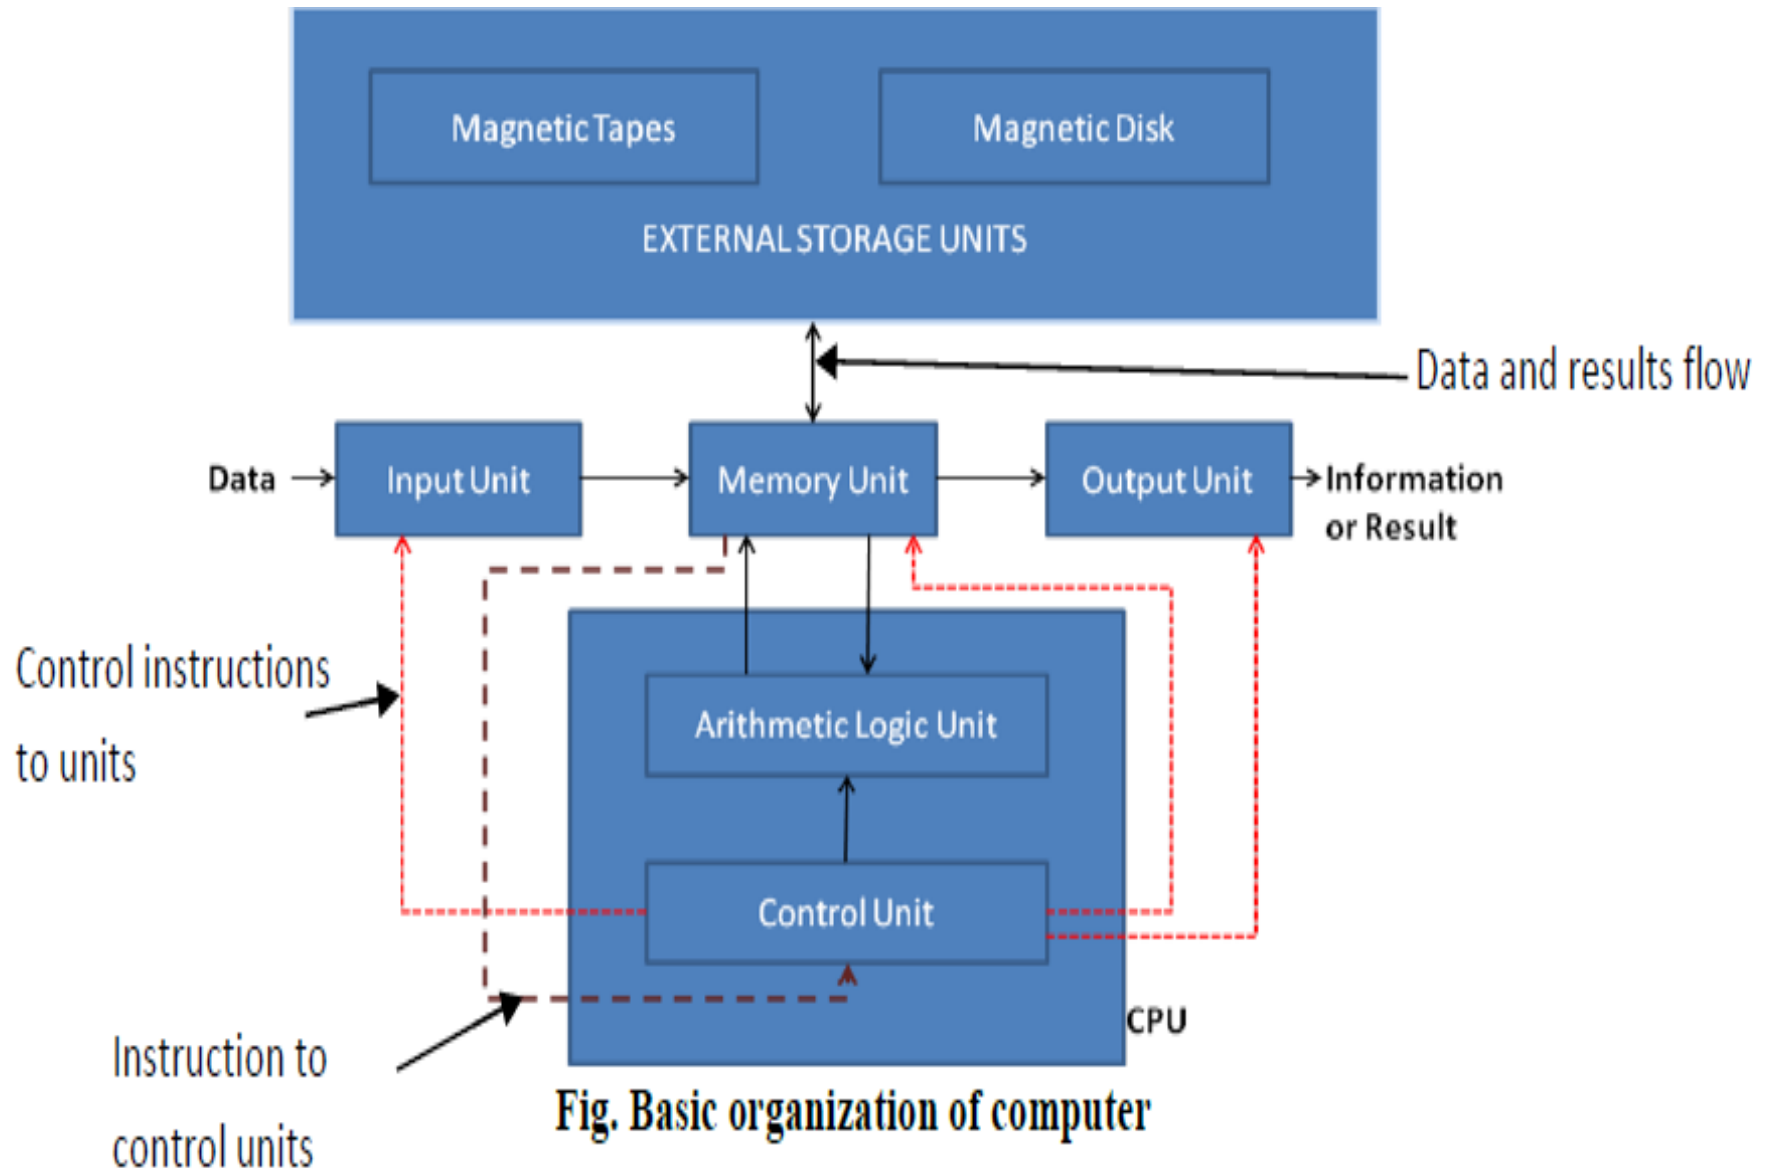 Magnetic Tapes
Magnetic Disk
EXTERNAL STORAGE UNITS
Data and results flow
Data
Input Unit
Memory Unit
Output Unit
Information
or Result
Control instructions
to units
Arithmetic Logic Unit
Control Unit
CPU
Instruction to
control units
Fig. Basic organization of computer